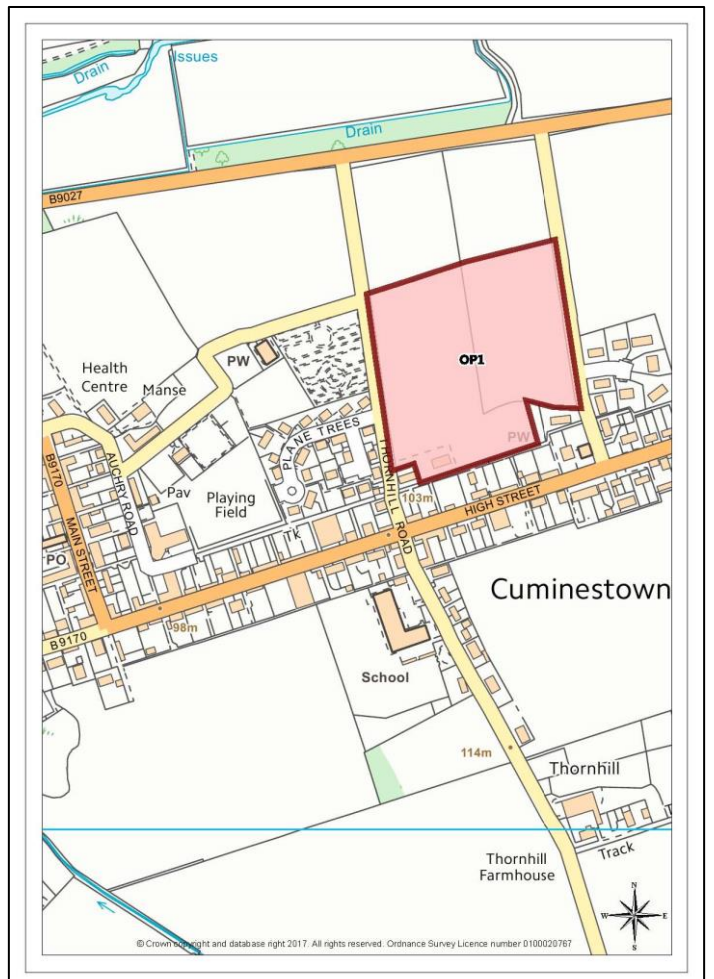 Issues
Drain
Drain
B9027
OP1
PW
Health
Centre
Manse
PLANE TREES
PW
THORNHILL ROAD
B9170
AUCHRY ROAD
Pav
Playing
Field
103m
HIGH STREET
MAIN STREET
Tk
PO
Cuminestown
98m
B9170
School
114m
Thornhill
Track
Thornhill
Farmhouse
N
W
E
S
© Crown copyright and database right 2017. All rights reserved. Ordnance Survey Licence number 0100020767